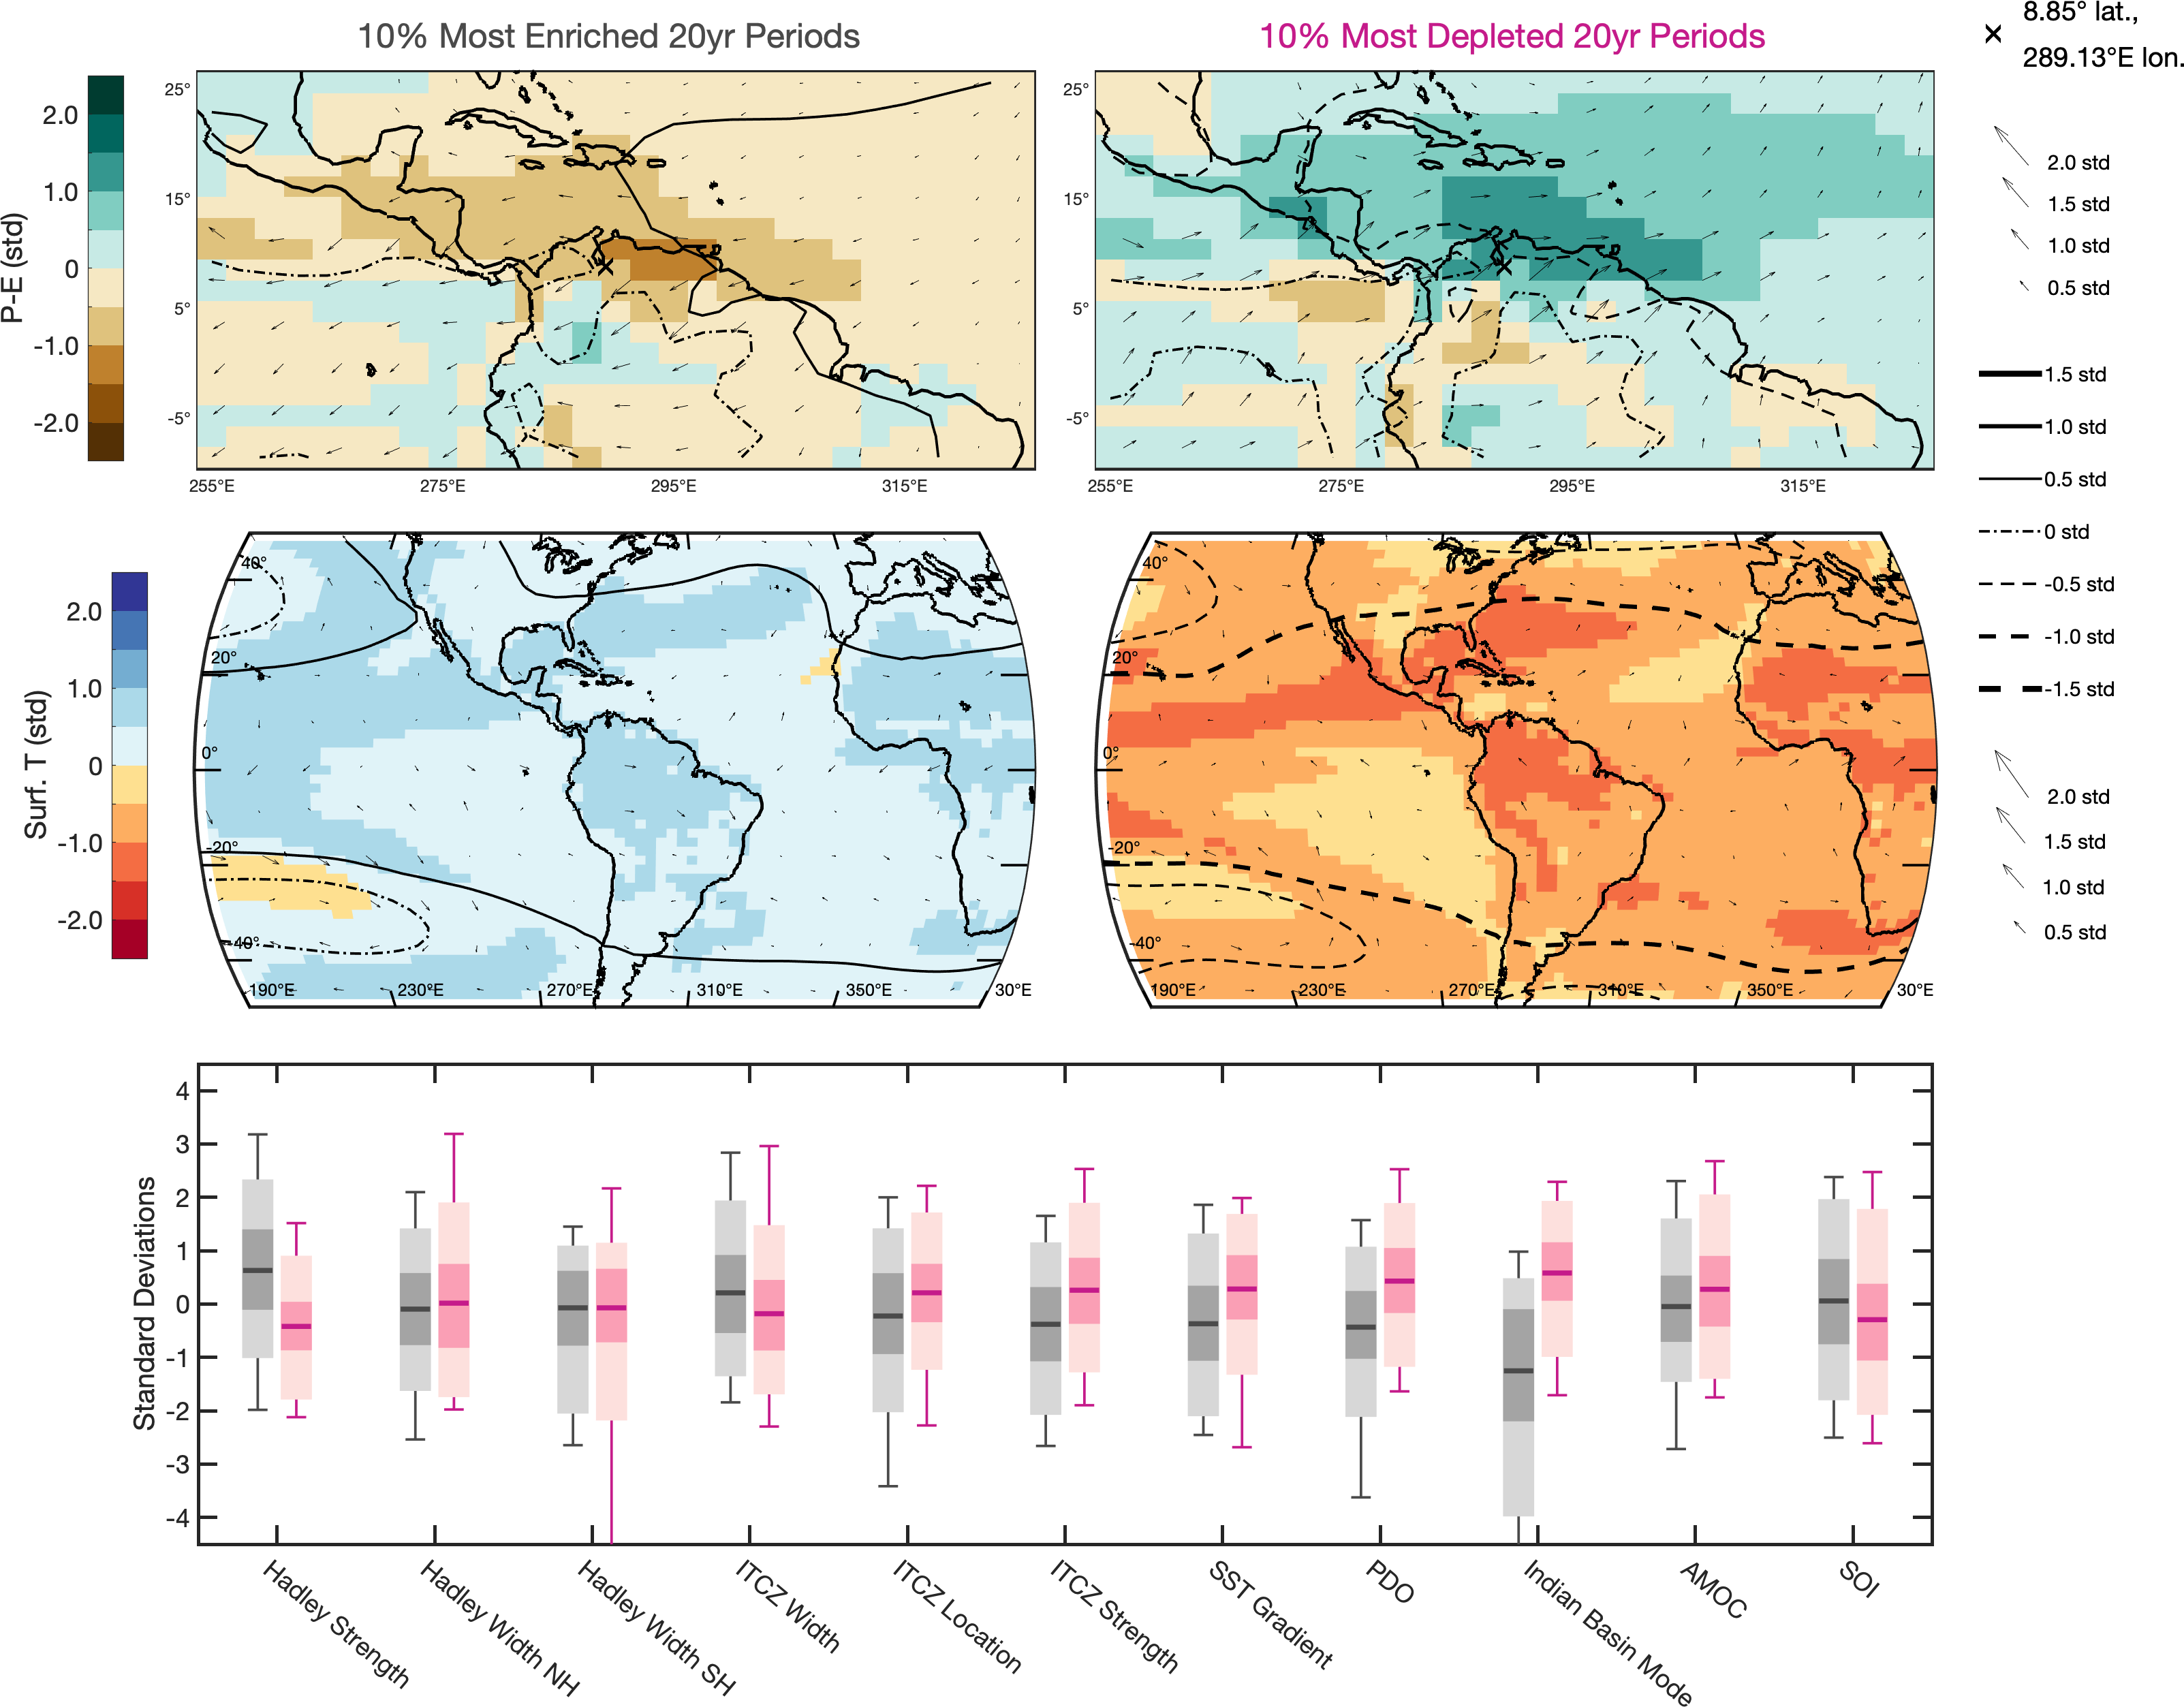 10% Most Enriched 20yr Periods
10% Most Depleted 20yr Periods
8.85° lat.,
289.13°E lon.
P-E (std)
2.0
1.0
0
-1.0
-2.0
25°
15°
5°
-5°
255°E
275°E
295°E
315°E
25°
15°
5°
-5°
255°E
275°E
295°E
315°E
2.0 std
1.5 std
1.0 std
0.5 std
1.5 std
1.0 std
0.5 std
0 std
-0.5 std
-1.0 std
-1.5 std
Surf. T (std)
2.0
1.0
0
-1.0
-2.0
40°
20°
0°
-20°
-40°
190°E
230°E
270°E
310°E
350°E
30°E
40°
20°
0°
-20°
-40°
190°E
230°E
270°E
310°E
350°E
30°E
2.0 std
1.5 std
1.0 std
0.5 std
Standard Deviations
4
3
2
1
0
-1
-2
-3
-4
Hadley Strength
Hadley Width NH
Hadley Width SH
ITCZ Width
ITCZ Location
ITCZ Strength
SST Gradient
PDO
Indian Basin Mode
AMOC
SOI